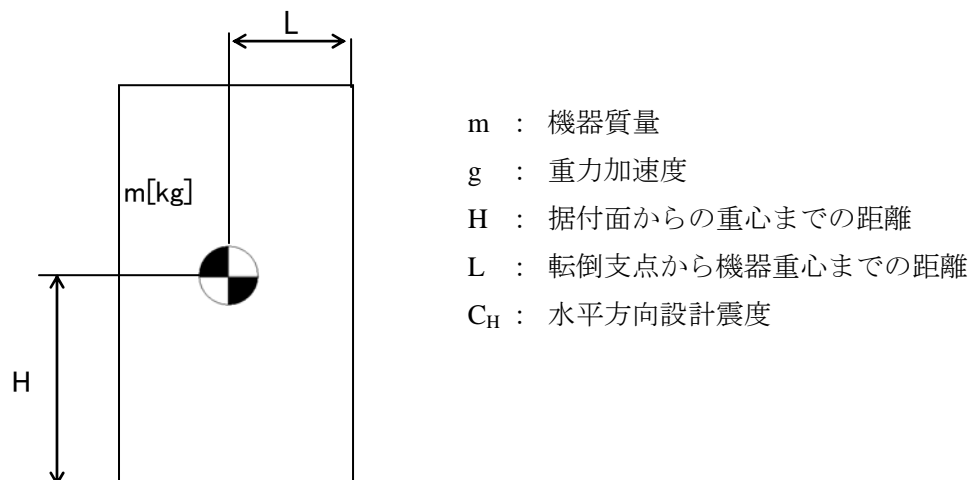 L
m[kg]
H
m : 機器質量
g : 重力加速度
H : 据付面からの重心までの距離
L : 転倒支点から機器重心までの距離
C_H : 水平方向設計震度